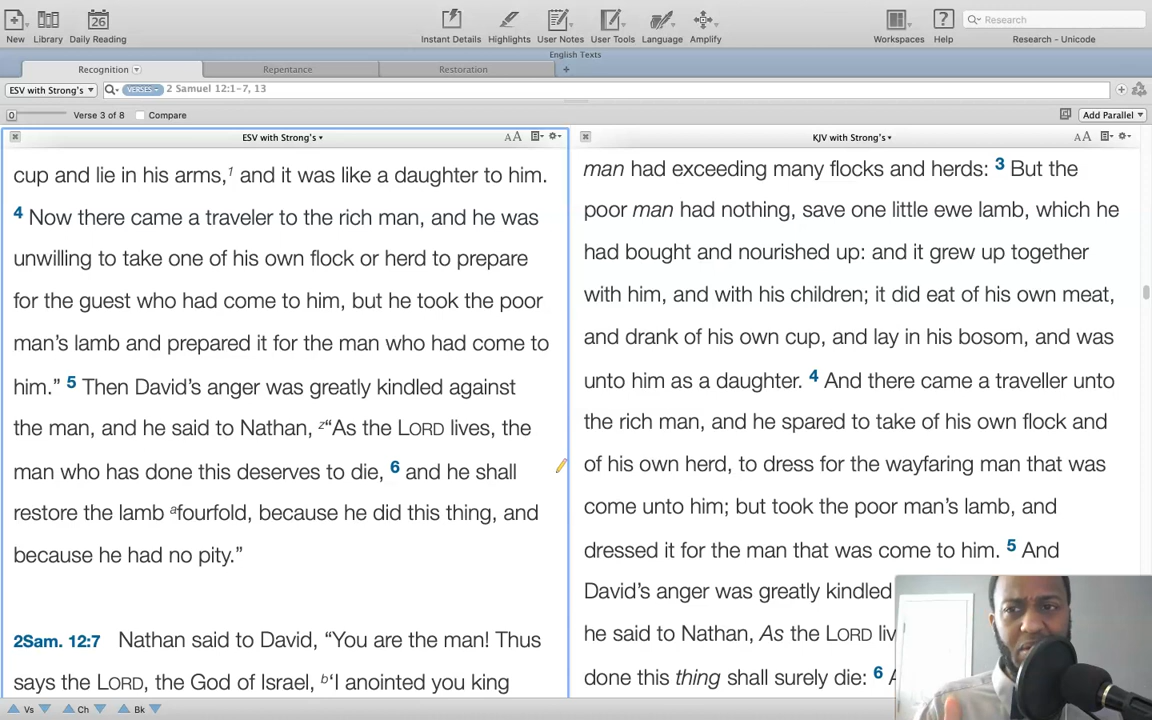 New
Library
26
Daily Reading
Instant Details
Highlights
User Notes
User Tools
Language
Amplify
Workspaces
?
Help
Research
Research - Unicode
English Texts
Recognition
Repentance
Restoration
+
ESV with Strong's
VERSES
2 Samuel 12:1-7, 13
0
Verse 3 of 8
Compare
Add Parallel
ESV with Strong's
AA
KJV with Strong's
AA
cup and lie in his arms,¹ and it was like a daughter to him.
4 Now there came a traveler to the rich man, and he was
unwilling to take one of his own flock or herd to prepare
for the guest who had come to him, but he took the poor
man’s lamb and prepared it for the man who had come to
him.” 5 Then David’s anger was greatly kindled against
the man, and he said to Nathan, z“As the LORD lives, the
man who has done this deserves to die, 6 and he shall
restore the lamb afourfold, because he did this thing, and
because he had no pity.”
2Sam. 12:7 Nathan said to David, “You are the man! Thus
says the LORD, the God of Israel, b‘I anointed you king
man had exceeding many flocks and herds: 3 But the
poor man had nothing, save one little ewe lamb, which he
had bought and nourished up: and it grew up together
with him, and with his children; it did eat of his own meat,
and drank of his own cup, and lay in his bosom, and was
unto him as a daughter. 4 And there came a traveller unto
the rich man, and he spared to take of his own flock and
of his own herd, to dress for the wayfaring man that was
come unto him; but took the poor man’s lamb, and
dressed it for the man that was come to him. 5 And
David’s anger was greatly kindled
he said to Nathan, As the LORD liv
done this thing shall surely die: 6
Vs
Ch
Bk